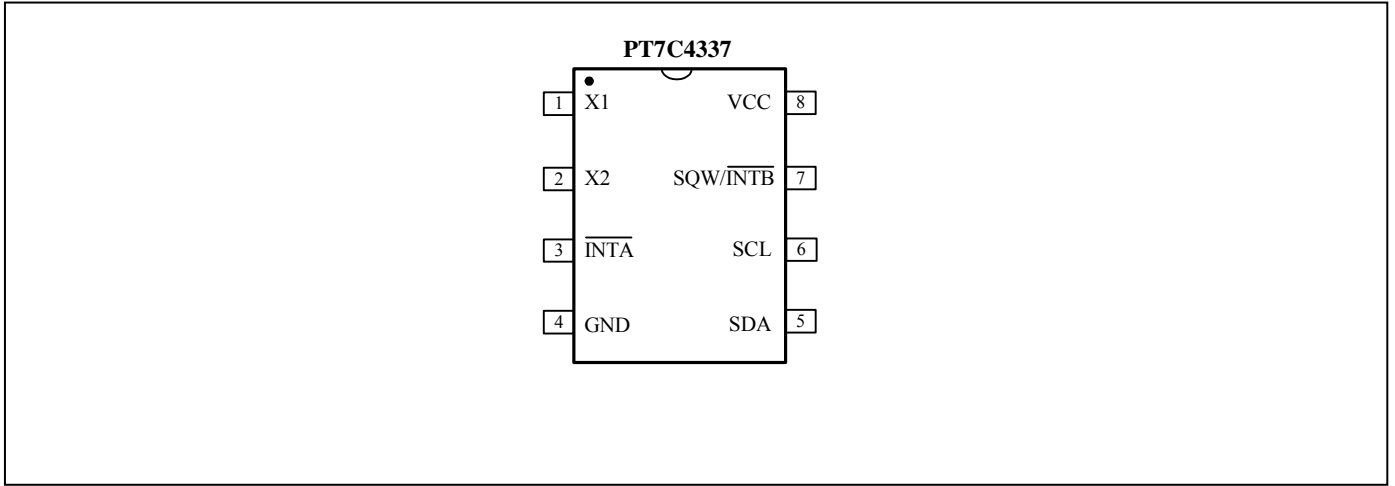 PT7C4337
1 X1 VCC 8
2 X2 SQW/INTB 7
3 INTA SCL 6
4 GND SDA 5